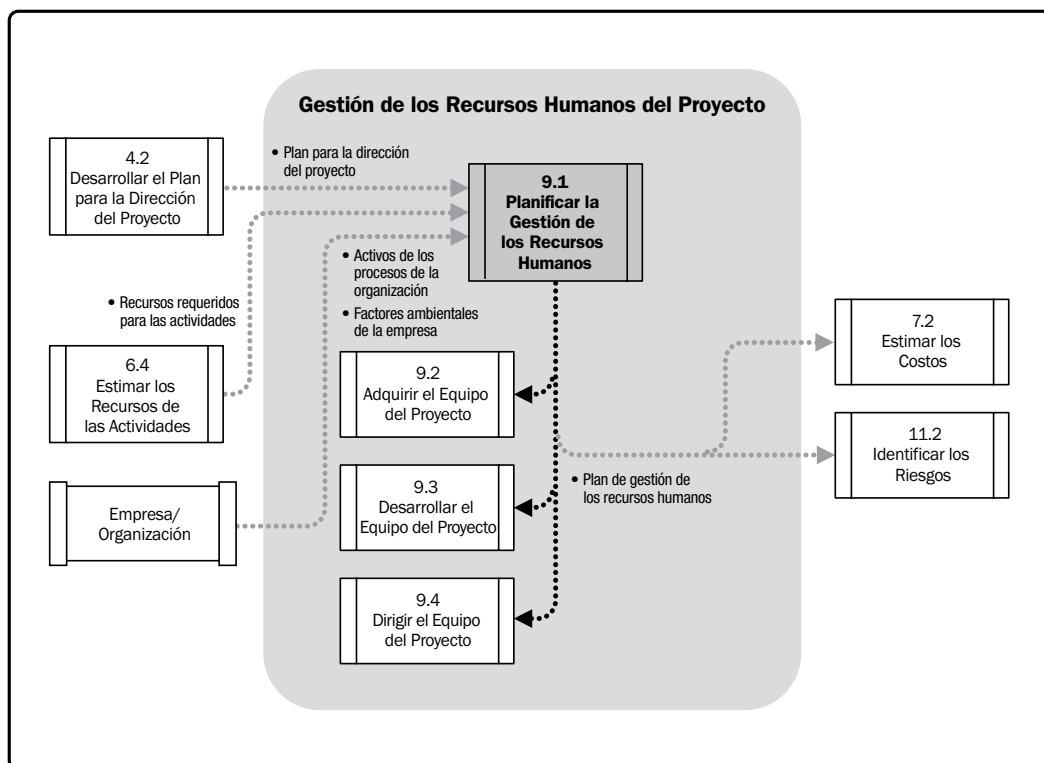 Gestión de los Recursos Humanos del Proyecto
4.2
Desarrollar el Plan
para la Dirección
del Proyecto
• Plan para la dirección
del proyecto
9.1
Planificar la
Gestión de
los Recursos
Humanos
• Activos de los
procesos de la
organización
• Factores ambientales
de la empresa
• Recursos requeridos
para las actividades
6.4
Estimar los
Recursos de
las Actividades
Empresa/
Organización
9.2
Adquirir el Equipo
del Proyecto
9.3
Desarrollar el
Equipo del Proyecto
9.4
Dirigir el Equipo
del Proyecto
• Plan de gestión de
los recursos humanos
7.2
Estimar los
Costos
11.2
Identificar los
Riesgos